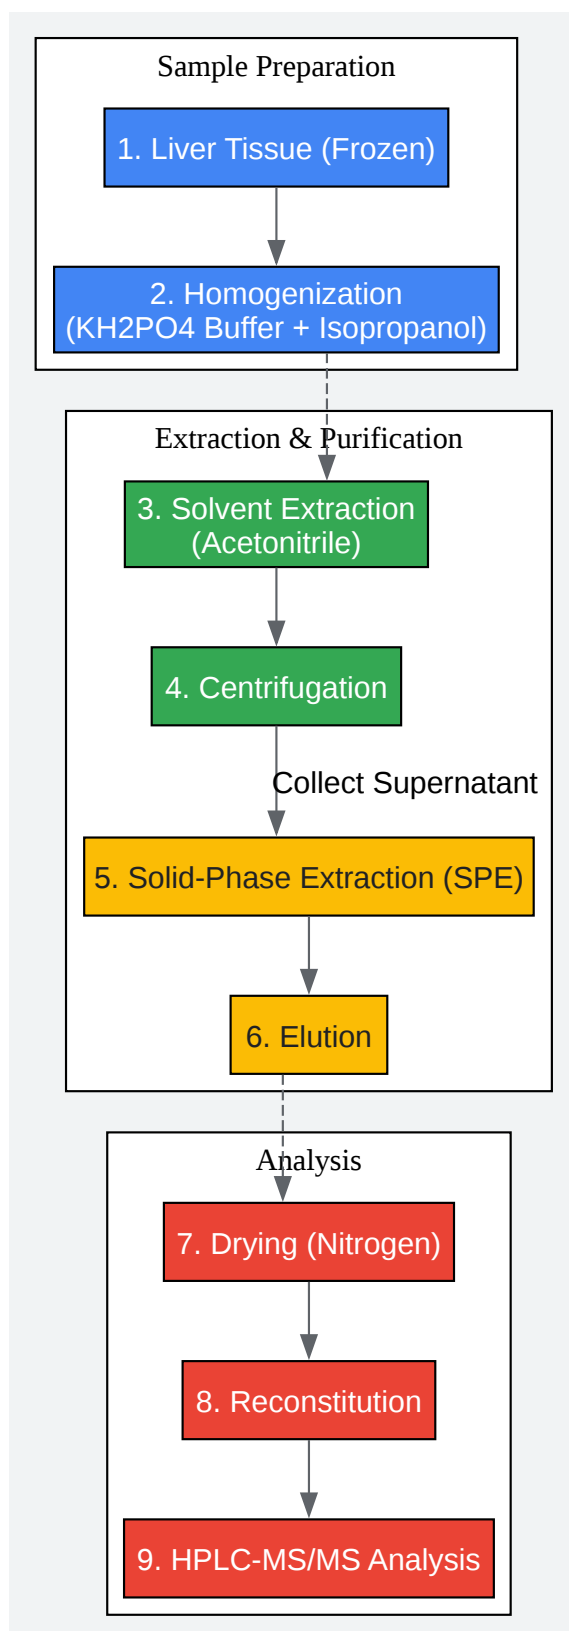 Sample Preparation
1. Liver Tissue (Frozen)
2. Homogenization
(KH2PO4 Buffer + Isopropanol)
Extraction & Purification
3. Solvent Extraction
(Acetonitrile)
4. Centrifugation
Collect Supernatant
5. Solid-Phase Extraction (SPE)
6. Elution
Analysis
7. Drying (Nitrogen)
8. Reconstitution
9. HPLC-MS/MS Analysis